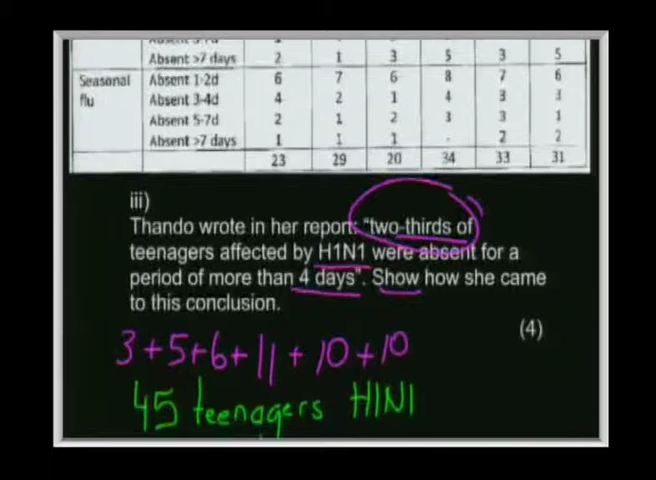 Absent >7 days 2 1 3 5 3 5
Seasonal Absent 1-2d 6 7 6 8 7 6
flu Absent 3-4d 4 2 1 4 3 3
Absent 5-7d 2 1 2 3 3 1
Absent >7 days 1 1 1 - 2 2
23 29 20 34 33 31
iii)
Thando wrote in her report: "two-thirds of
teenagers affected by H1N1 were absent for a
period of more than 4 days". Show how she came
to this conclusion.
(4)
3+5+6+11+10+10
45 teenagers H1N1